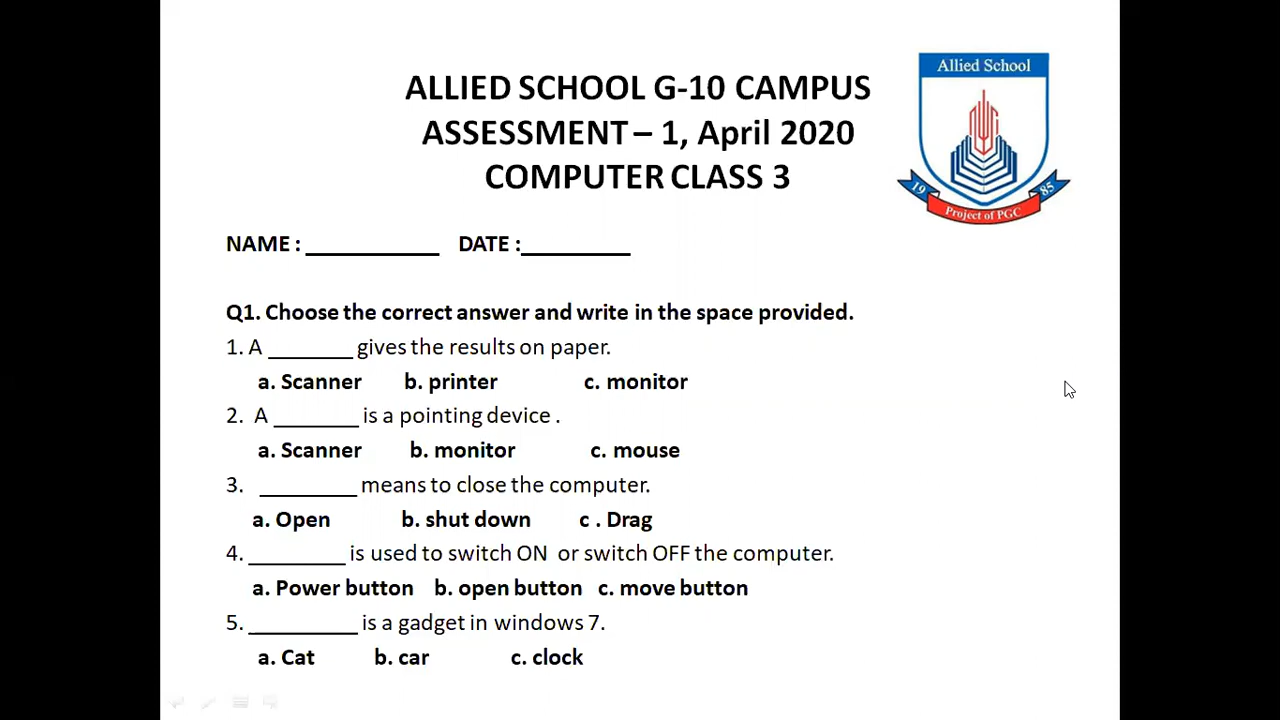 ALLIED SCHOOL G-10 CAMPUS
ASSESSMENT – 1, April 2020
COMPUTER CLASS 3
Allied School
19 85
Project of PGC
NAME : ___________ DATE :_________
Q1. Choose the correct answer and write in the space provided.
1. A _______ gives the results on paper.
a. Scanner b. printer c. monitor
2. A _______ is a pointing device .
a. Scanner b. monitor c. mouse
3. ________ means to close the computer.
a. Open b. shut down c . Drag
4. ________ is used to switch ON or switch OFF the computer.
a. Power button b. open button c. move button
5. _________ is a gadget in windows 7.
a. Cat b. car c. clock